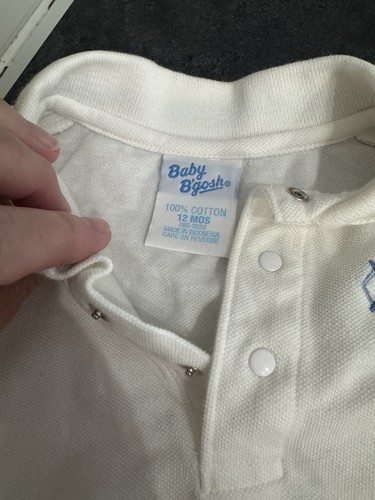 Baby
B'gosh®
100% COTTON
12 MOS
MADE IN INDONESIA
CARE ON REVERSE